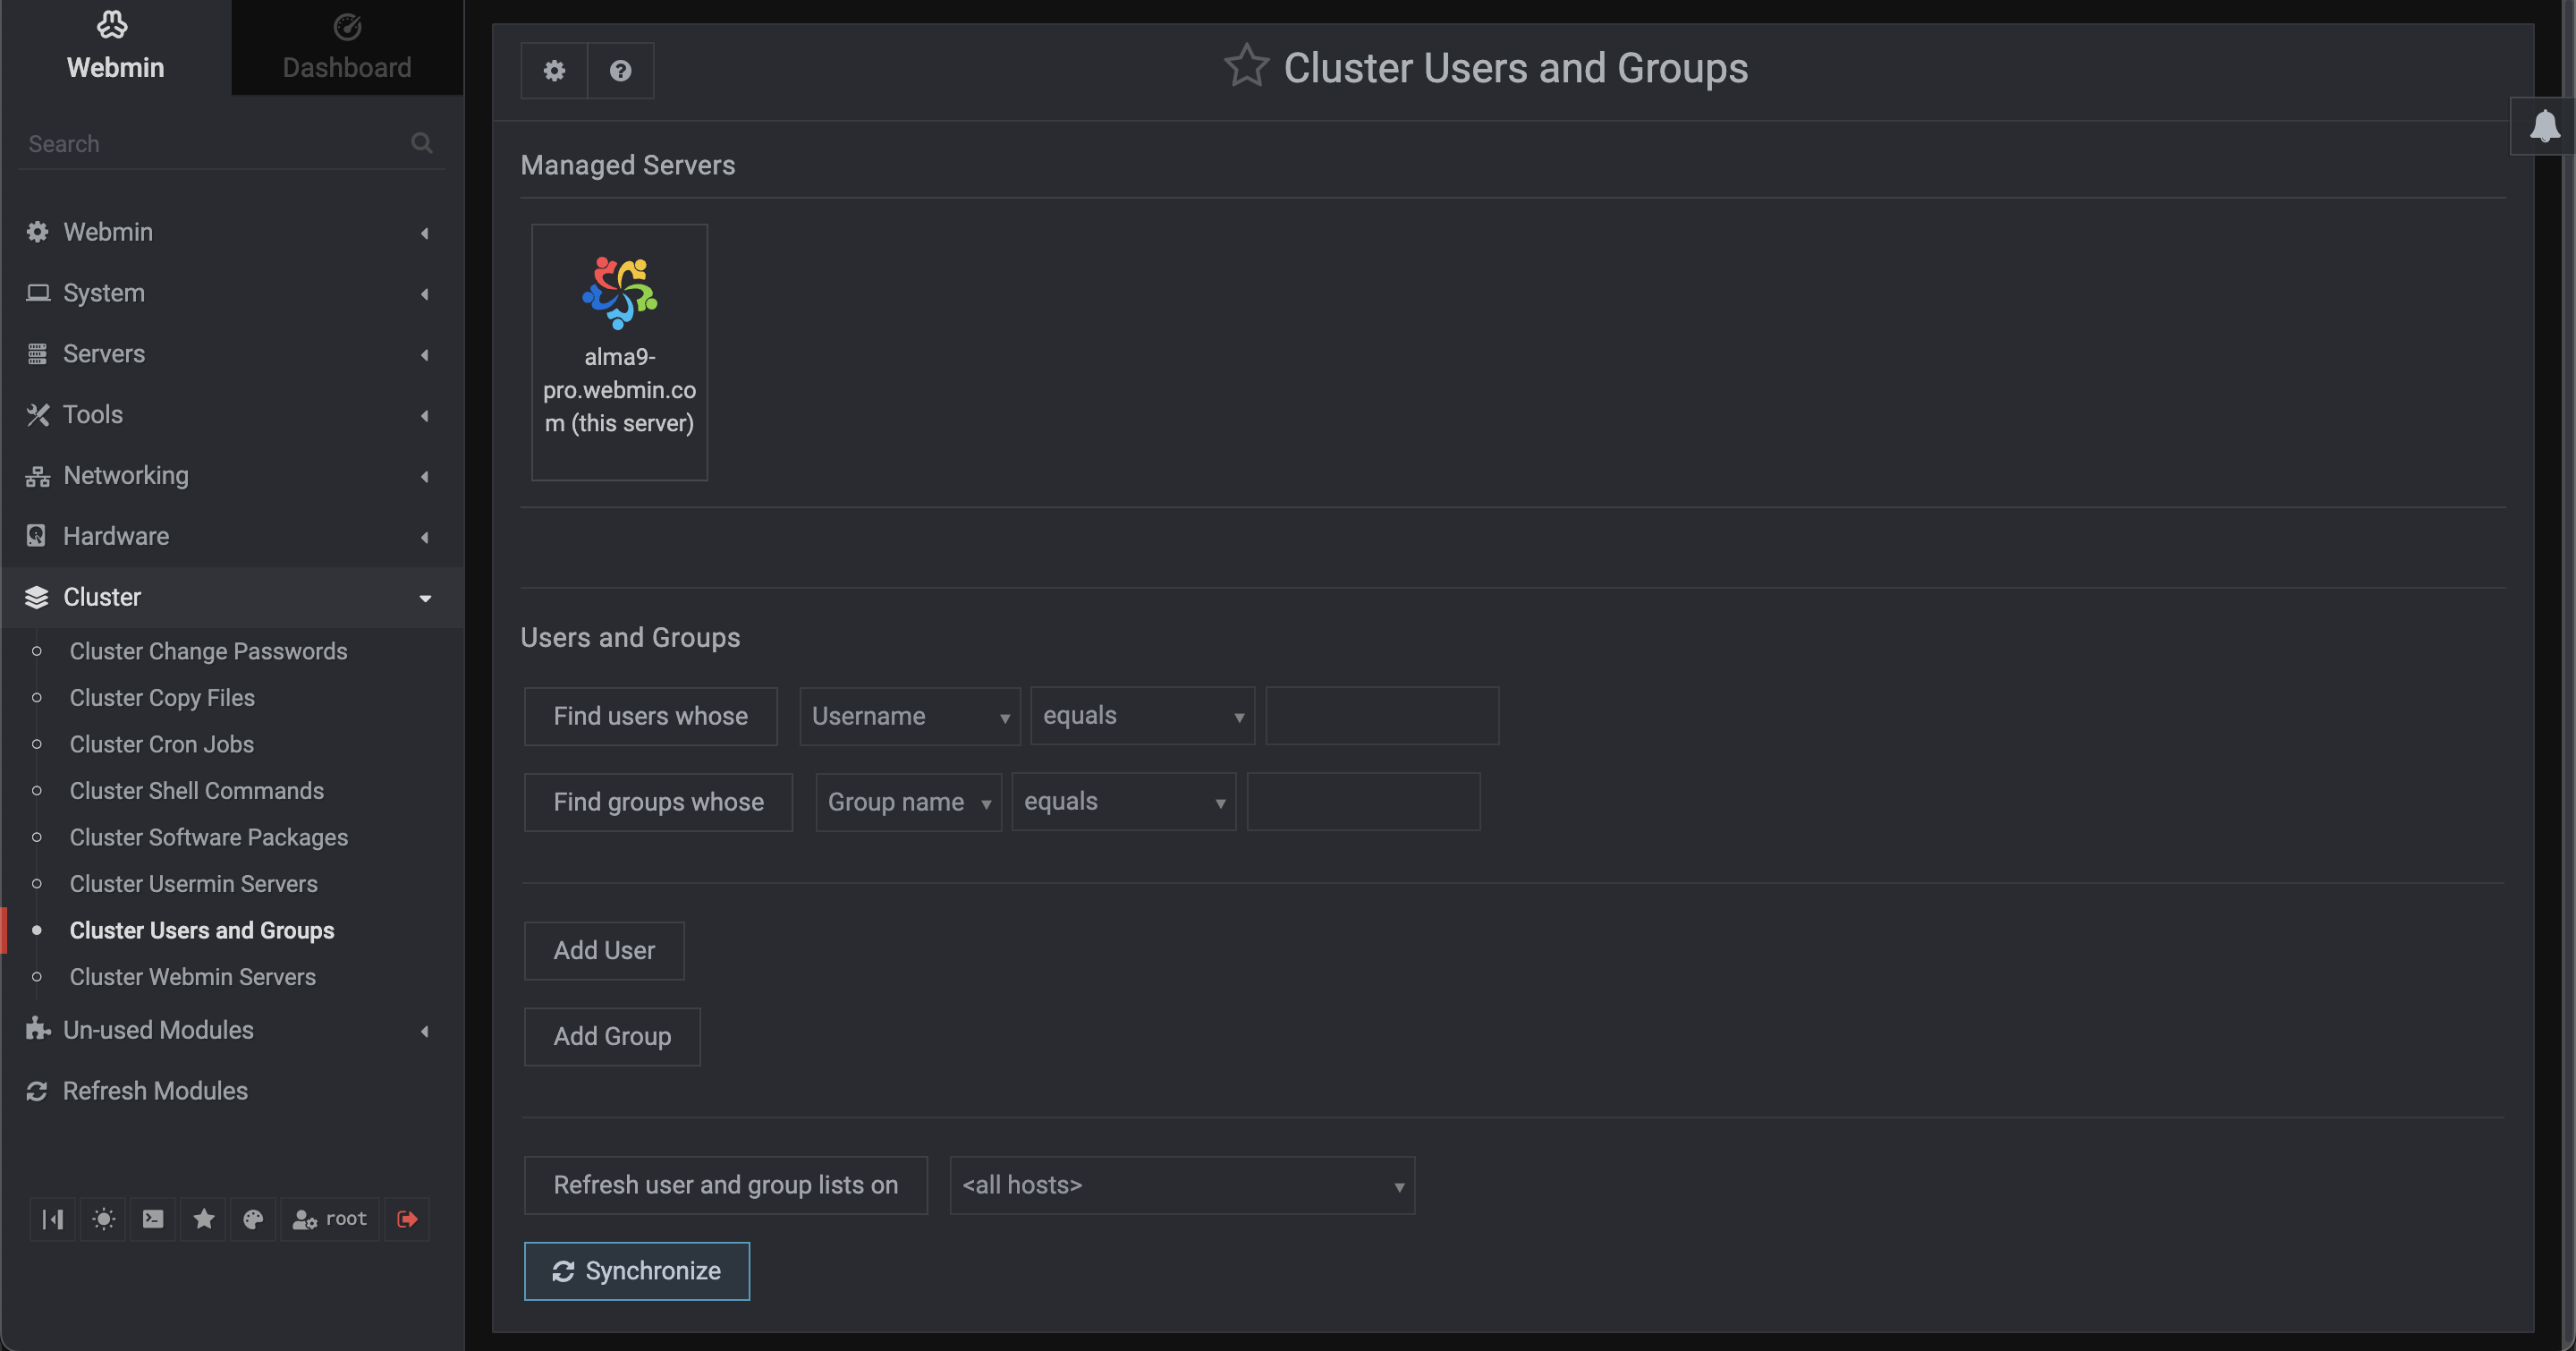 Webmin
Dashboard
Search
Webmin
System
Servers
Tools
Networking
Hardware
Cluster
Cluster Change Passwords
Cluster Copy Files
Cluster Cron Jobs
Cluster Shell Commands
Cluster Software Packages
Cluster Usermin Servers
Cluster Users and Groups
Cluster Webmin Servers
Un-used Modules
Refresh Modules
root
Cluster Users and Groups
Managed Servers
alma9-
pro.webmin.co
m (this server)
Users and Groups
Find users whose Username equals
Find groups whose Group name equals
Add User
Add Group
Refresh user and group lists on <all hosts>
Synchronize